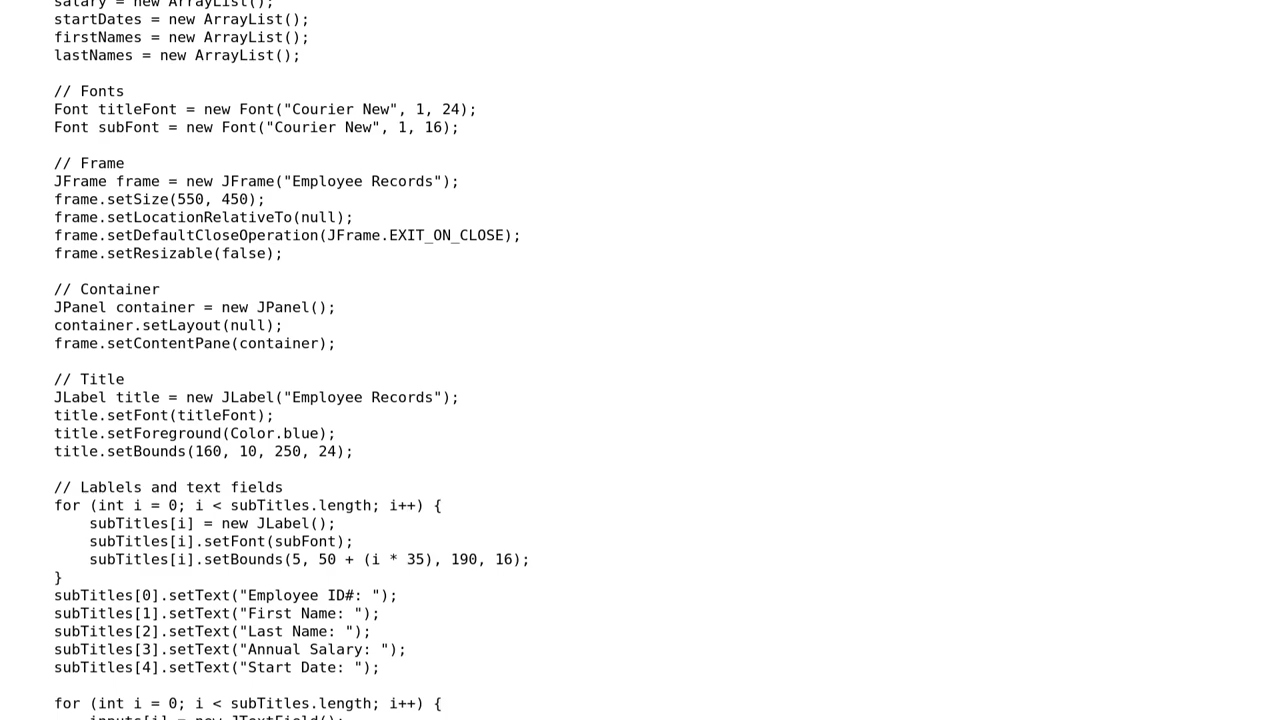 salary = new ArrayList();
startDates = new ArrayList();
firstNames = new ArrayList();
lastNames = new ArrayList();

// Fonts
Font titleFont = new Font("Courier New", 1, 24);
Font subFont = new Font("Courier New", 1, 16);

// Frame
JFrame frame = new JFrame("Employee Records");
frame.setSize(550, 450);
frame.setLocationRelativeTo(null);
frame.setDefaultCloseOperation(JFrame.EXIT_ON_CLOSE);
frame.setResizable(false);

// Container
JPanel container = new JPanel();
container.setLayout(null);
frame.setContentPane(container);

// Title
JLabel title = new JLabel("Employee Records");
title.setFont(titleFont);
title.setForeground(Color.blue);
title.setBounds(160, 10, 250, 24);

// Lablels and text fields
for (int i = 0; i < subTitles.length; i++) {
    subTitles[i] = new JLabel();
    subTitles[i].setFont(subFont);
    subTitles[i].setBounds(5, 50 + (i * 35), 190, 16);
}
subTitles[0].setText("Employee ID#: ");
subTitles[1].setText("First Name: ");
subTitles[2].setText("Last Name: ");
subTitles[3].setText("Annual Salary: ");
subTitles[4].setText("Start Date: ");

for (int i = 0; i < subTitles.length; i++) {
    inputs[i] = new JTextField();